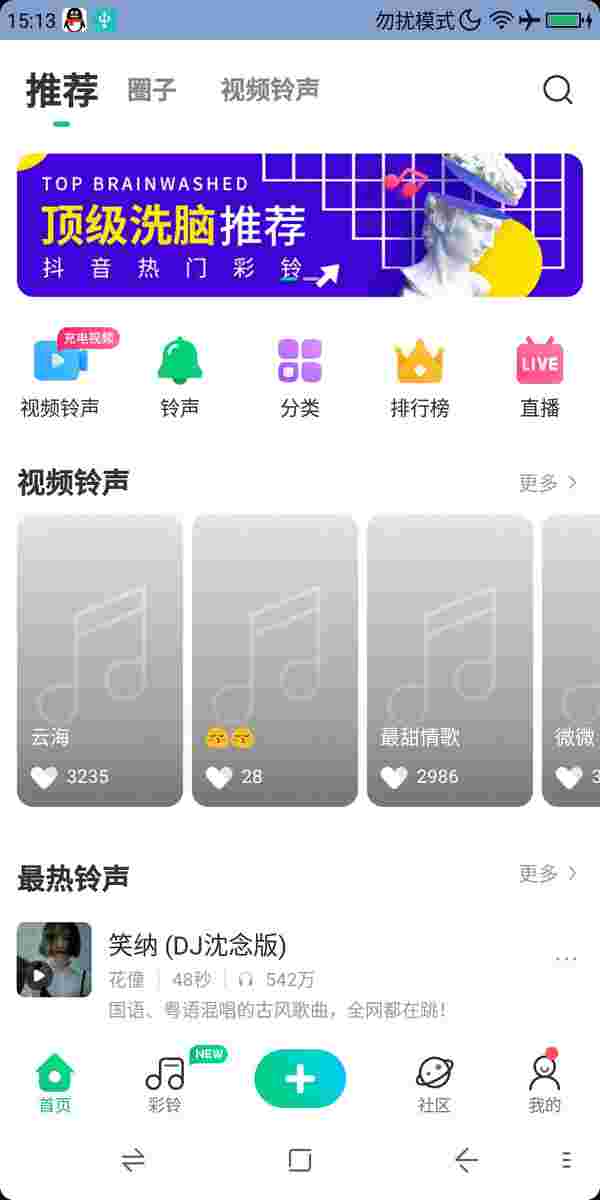 15:13 勿扰模式
推荐 圈子 视频铃声
TOP BRAINWASHED
顶级洗脑推荐
抖音热门彩铃
充电视频
LIVE
视频铃声 铃声 分类 排行榜 直播
视频铃声 更多
云海 最甜情歌 微微
3235 28 2986 3
最热铃声 更多
笑纳 (DJ沈念版)
花僮 48秒 542万
国语、粤语混唱的古风歌曲，全网都在跳！
NEW
首页 彩铃 社区 我的